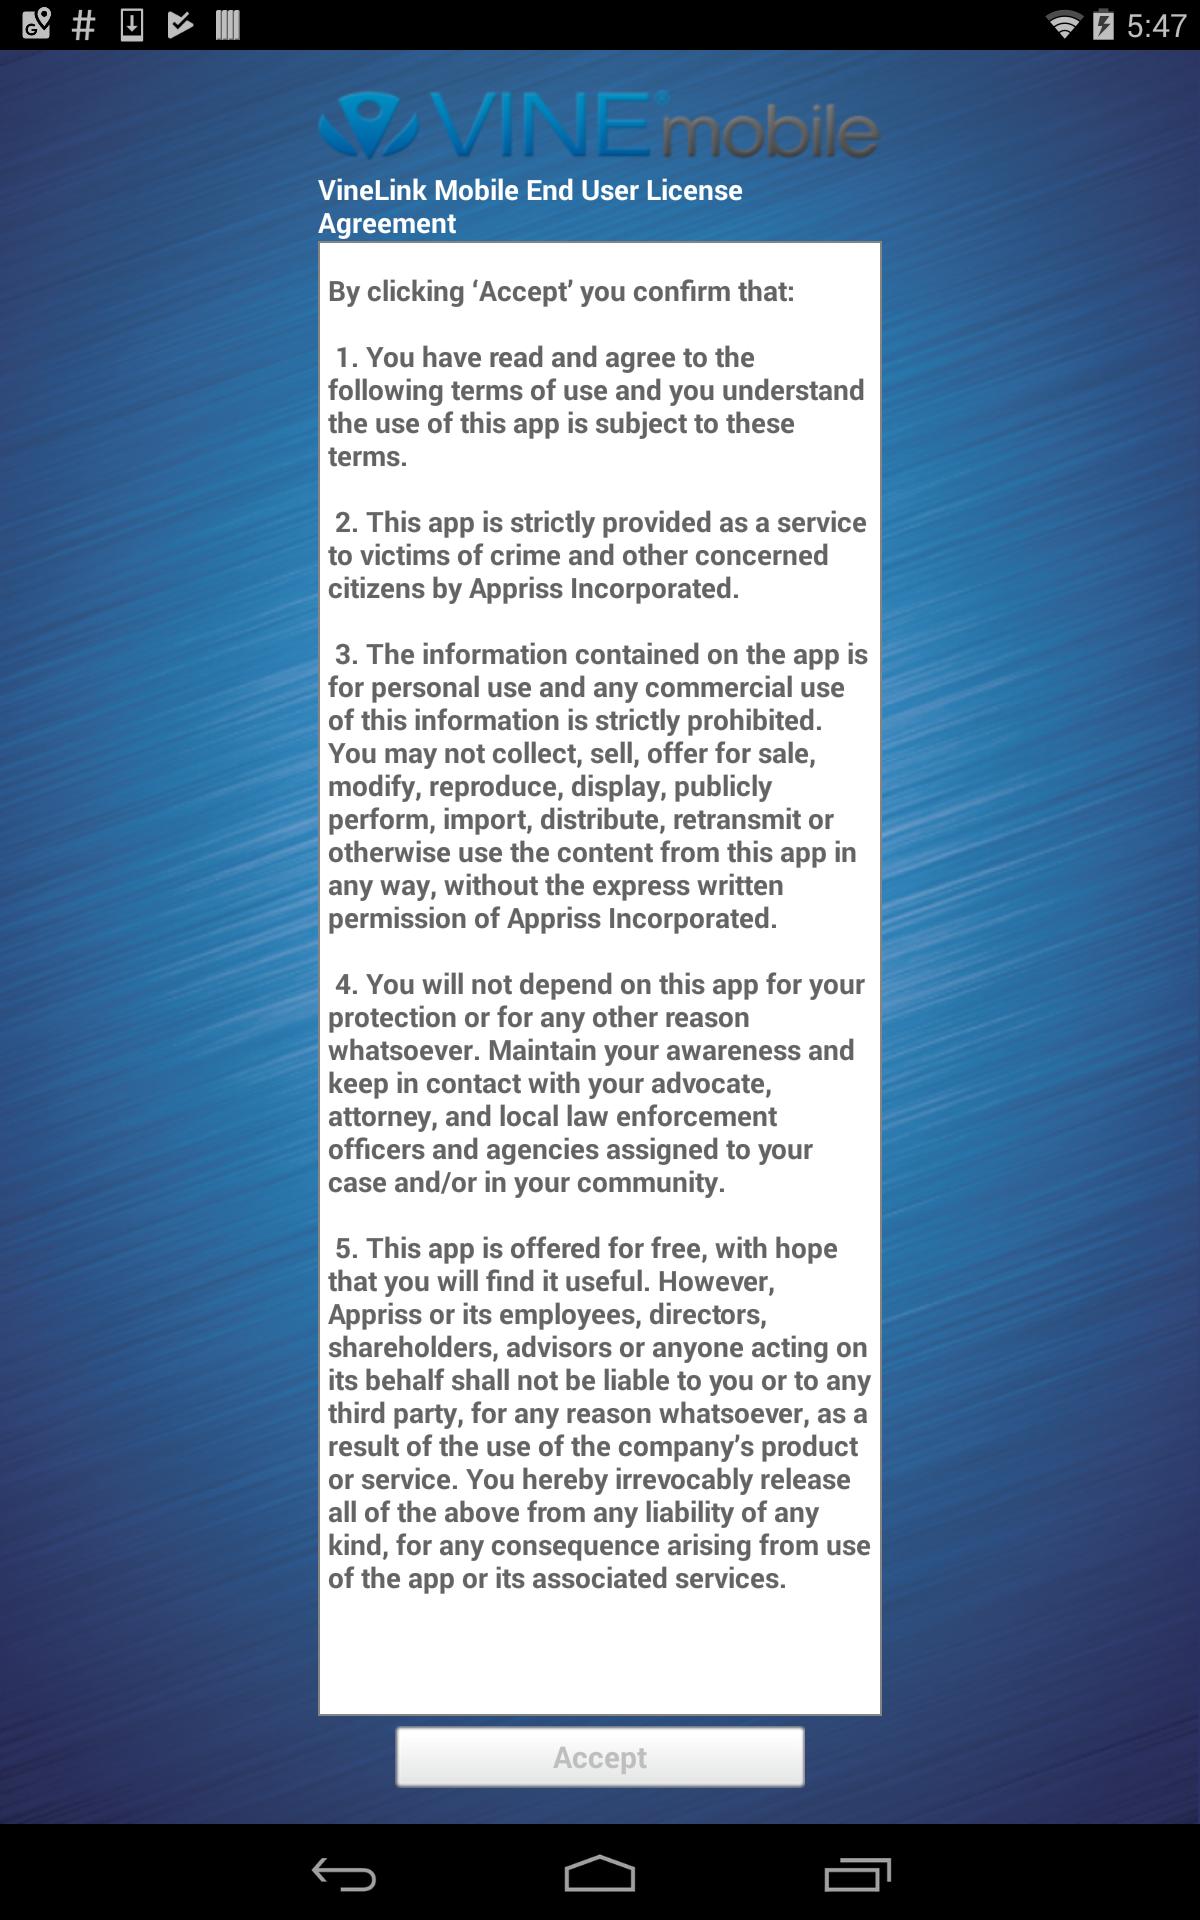 5:47
VINE® mobile
VineLink Mobile End User License
Agreement
By clicking ‘Accept’ you confirm that:
1. You have read and agree to the
following terms of use and you understand
the use of this app is subject to these
terms.
2. This app is strictly provided as a service
to victims of crime and other concerned
citizens by Appriss Incorporated.
3. The information contained on the app is
for personal use and any commercial use
of this information is strictly prohibited.
You may not collect, sell, offer for sale,
modify, reproduce, display, publicly
perform, import, distribute, retransmit or
otherwise use the content from this app in
any way, without the express written
permission of Appriss Incorporated.
4. You will not depend on this app for your
protection or for any other reason
whatsoever. Maintain your awareness and
keep in contact with your advocate,
attorney, and local law enforcement
officers and agencies assigned to your
case and/or in your community.
5. This app is offered for free, with hope
that you will find it useful. However,
Appriss or its employees, directors,
shareholders, advisors or anyone acting on
its behalf shall not be liable to you or to any
third party, for any reason whatsoever, as a
result of the use of the company’s product
or service. You hereby irrevocably release
all of the above from any liability of any
kind, for any consequence arising from use
of the app or its associated services.
Accept